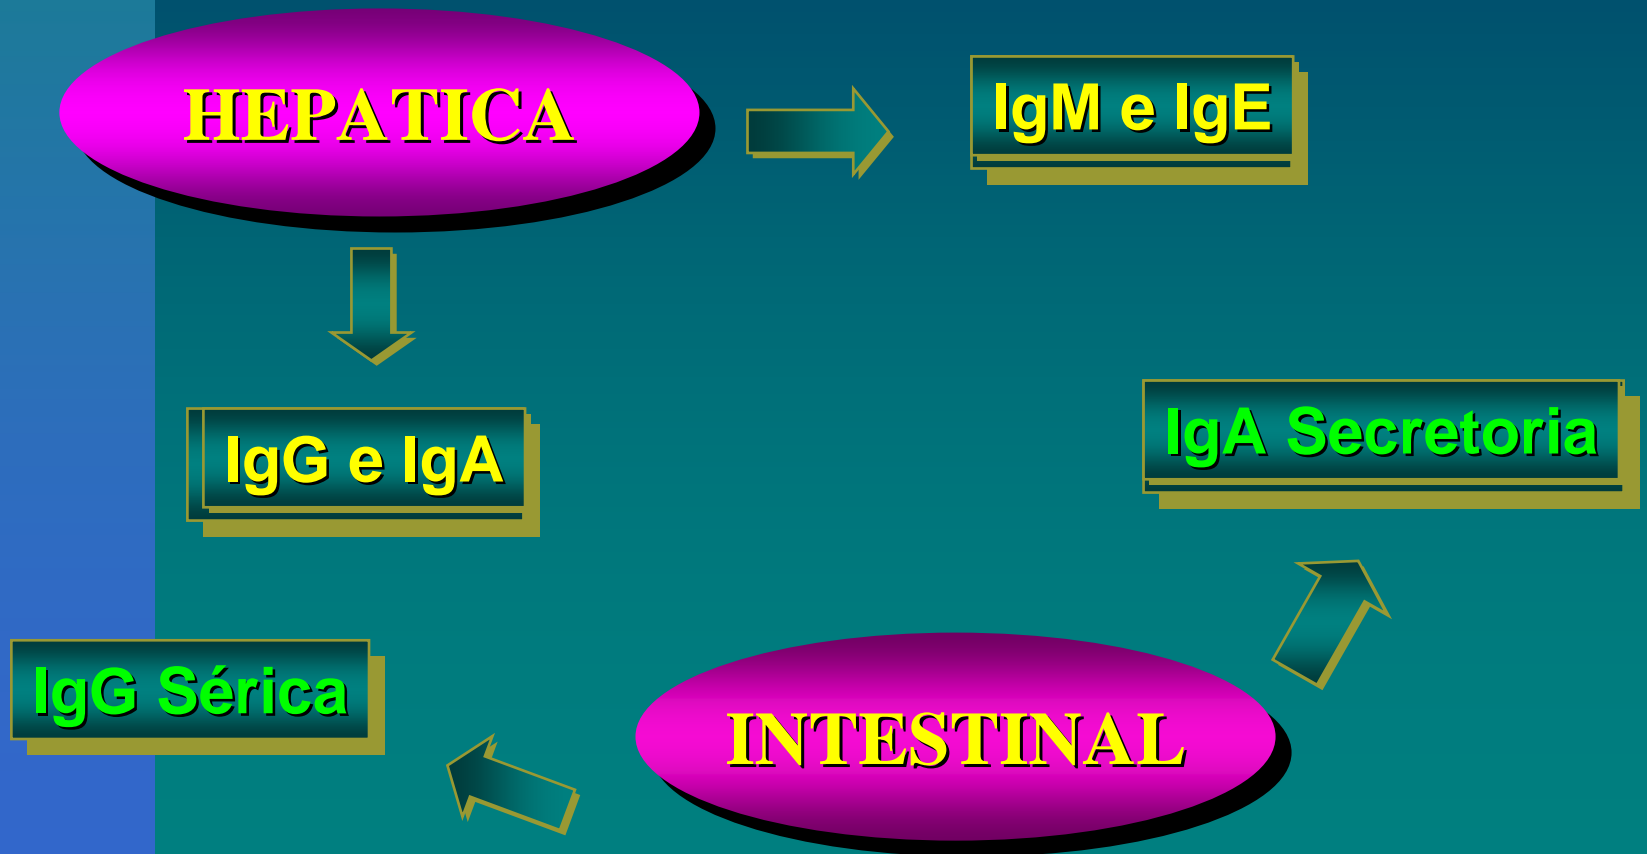 HEPATICA
IgM e IgE
IgG e IgA
IgA Secretoria
IgG Sérica
INTESTINAL